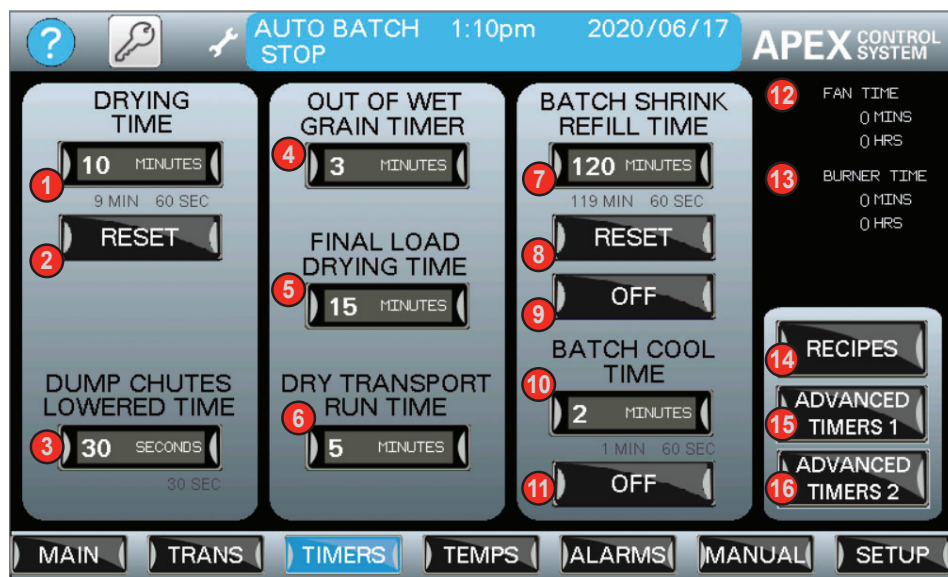 ?
AUTO BATCH 1:10pm 2020/06/17
STOP
APEX CONTROL
SYSTEM
DRYING
TIME
1
10 MINUTES
9 MIN 60 SEC
2
RESET
DUMP CHUTES
LOWERED TIME
3
30 SECONDS
30 SEC
OUT OF WET
GRAIN TIMER
4
3 MINUTES
FINAL LOAD
DRYING TIME
5
15 MINUTES
DRY TRANSPORT
RUN TIME
6
5 MINUTES
BATCH SHRINK
REFILL TIME
7
120 MINUTES
119 MIN 60 SEC
8
RESET
9
OFF
BATCH COOL
TIME
10
2 MINUTES
1 MIN 60 SEC
11
OFF
12
FAN TIME
0 MINS
0 HRS
13
BURNER TIME
0 MINS
0 HRS
14
RECIPES
15
ADVANCED
TIMERS 1
16
ADVANCED
TIMERS 2
MAIN TRANS TIMERS TEMPS ALARMS MANUAL SETUP